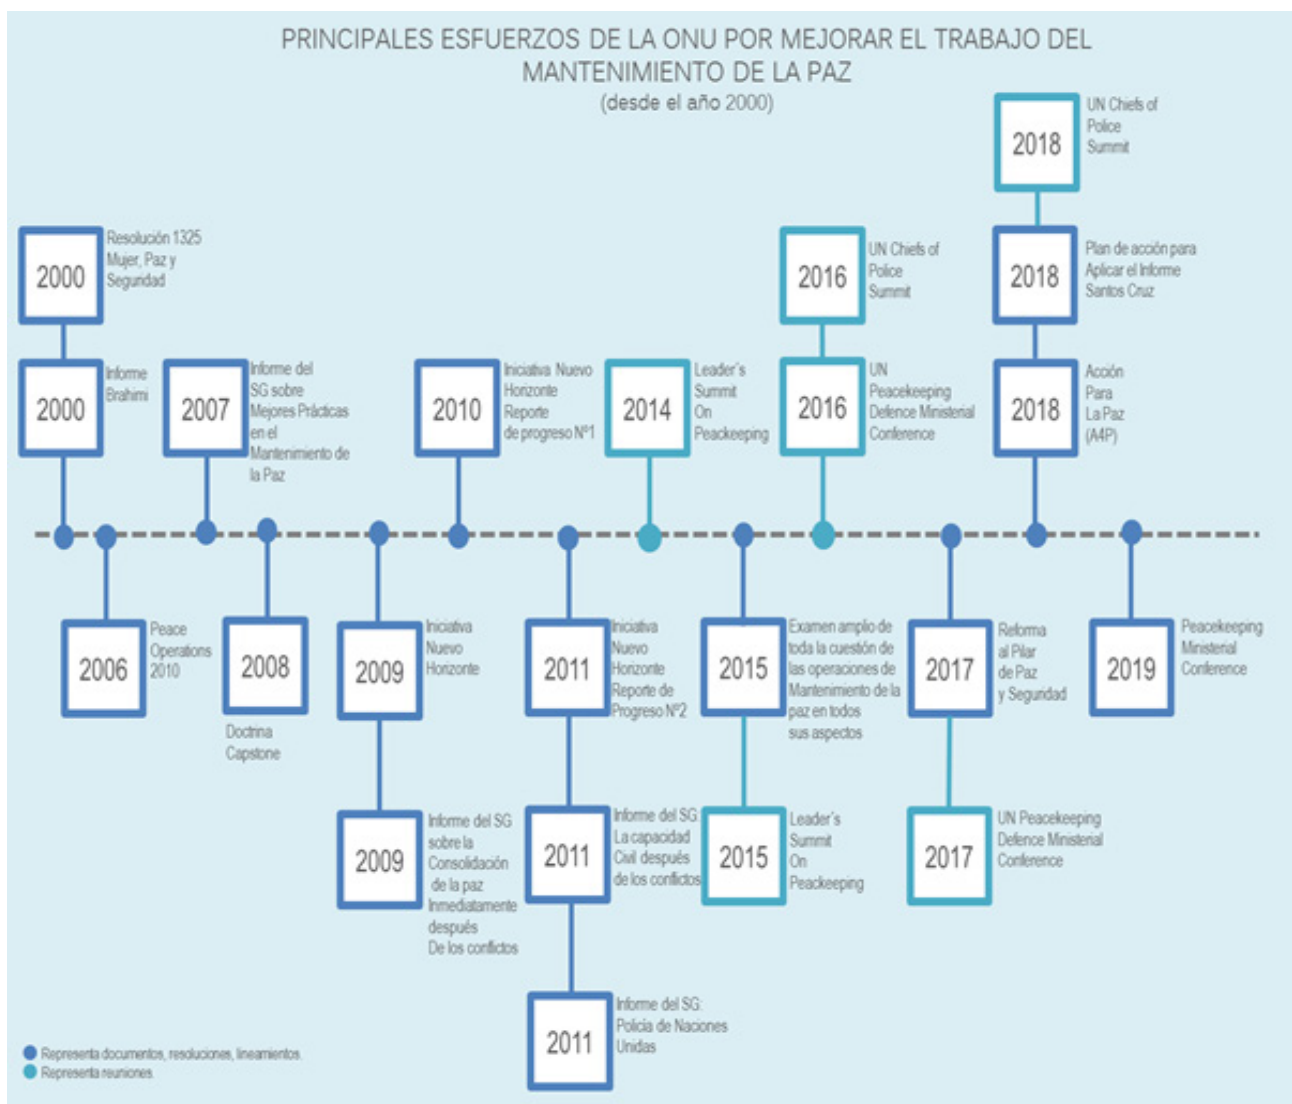 PRINCIPALES ESFUERZOS DE LA ONU POR MEJORAR EL TRABAJO DEL
MANTENIMIENTO DE LA PAZ
(desde el año 2000)
2000
Resolución 1325
Mujer, Paz y
Seguridad
2000
Informe
Brahimi
2006
Peace
Operations
2010
2007
Informe del
SG sobre
Mejores Prácticas
en el
Mantenimiento de
la Paz
2008
Doctrina
Capstone
2009
Iniciativa
Nuevo
Horizonte
2009
Informe del SG
sobre la
Consolidación
de la paz
Inmediatamente
después
De los conflictos
2010
Iniciativa Nuevo
Horizonte
Reporte
de progreso Nº1
2011
Iniciativa
Nuevo
Horizonte
Reporte de
Progreso Nº2
2011
Informe del SG:
La capacidad
Civil después
de los conflictos
2011
Informe del SG:
Policía de Naciones
Unidas
2014
Leader´s
Summit
On
Peackeeping
2015
Examen amplio de
toda la cuestión de
las operaciones de
Mantenimiento de la
paz en todos
sus aspectos
2015
Leader´s
Summit
On
Peackeeping
2016
UN Chiefs of
Police
Summit
2016
UN
Peacekeeping
Defence Ministerial
Conference
2017
Reforma
al Pilar
de Paz
y Seguridad
2017
UN Peacekeeping
Defence Ministerial
Conference
2018
UN Chiefs of
Police
Summit
2018
Plan de acción para
Aplicar el Informe
Santos Cruz
2018
Acción
Para
La Paz
(A4P)
2019
Peacekeeping
Ministerial
Conference
Representa documentos, resoluciones, lineamientos.
Representa reuniones.